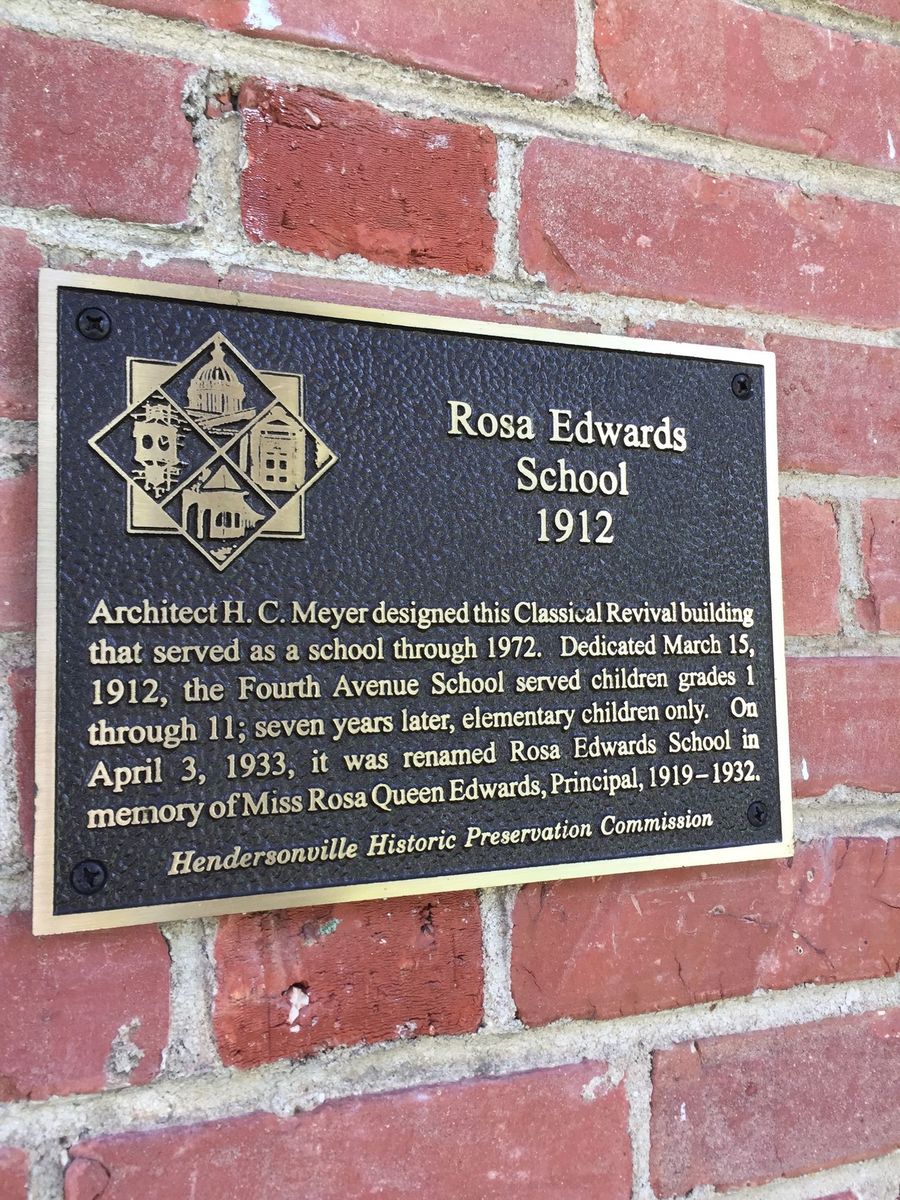 Rosa Edwards
School
1912
Architect H. C. Meyer designed this Classical Revival building
that served as a school through 1972. Dedicated March 15,
1912, the Fourth Avenue School served children grades 1
through 11; seven years later, elementary children only. On
April 3, 1933, it was renamed Rosa Edwards School in
memory of Miss Rosa Queen Edwards, Principal, 1919–1932.
Hendersonville Historic Preservation Commission